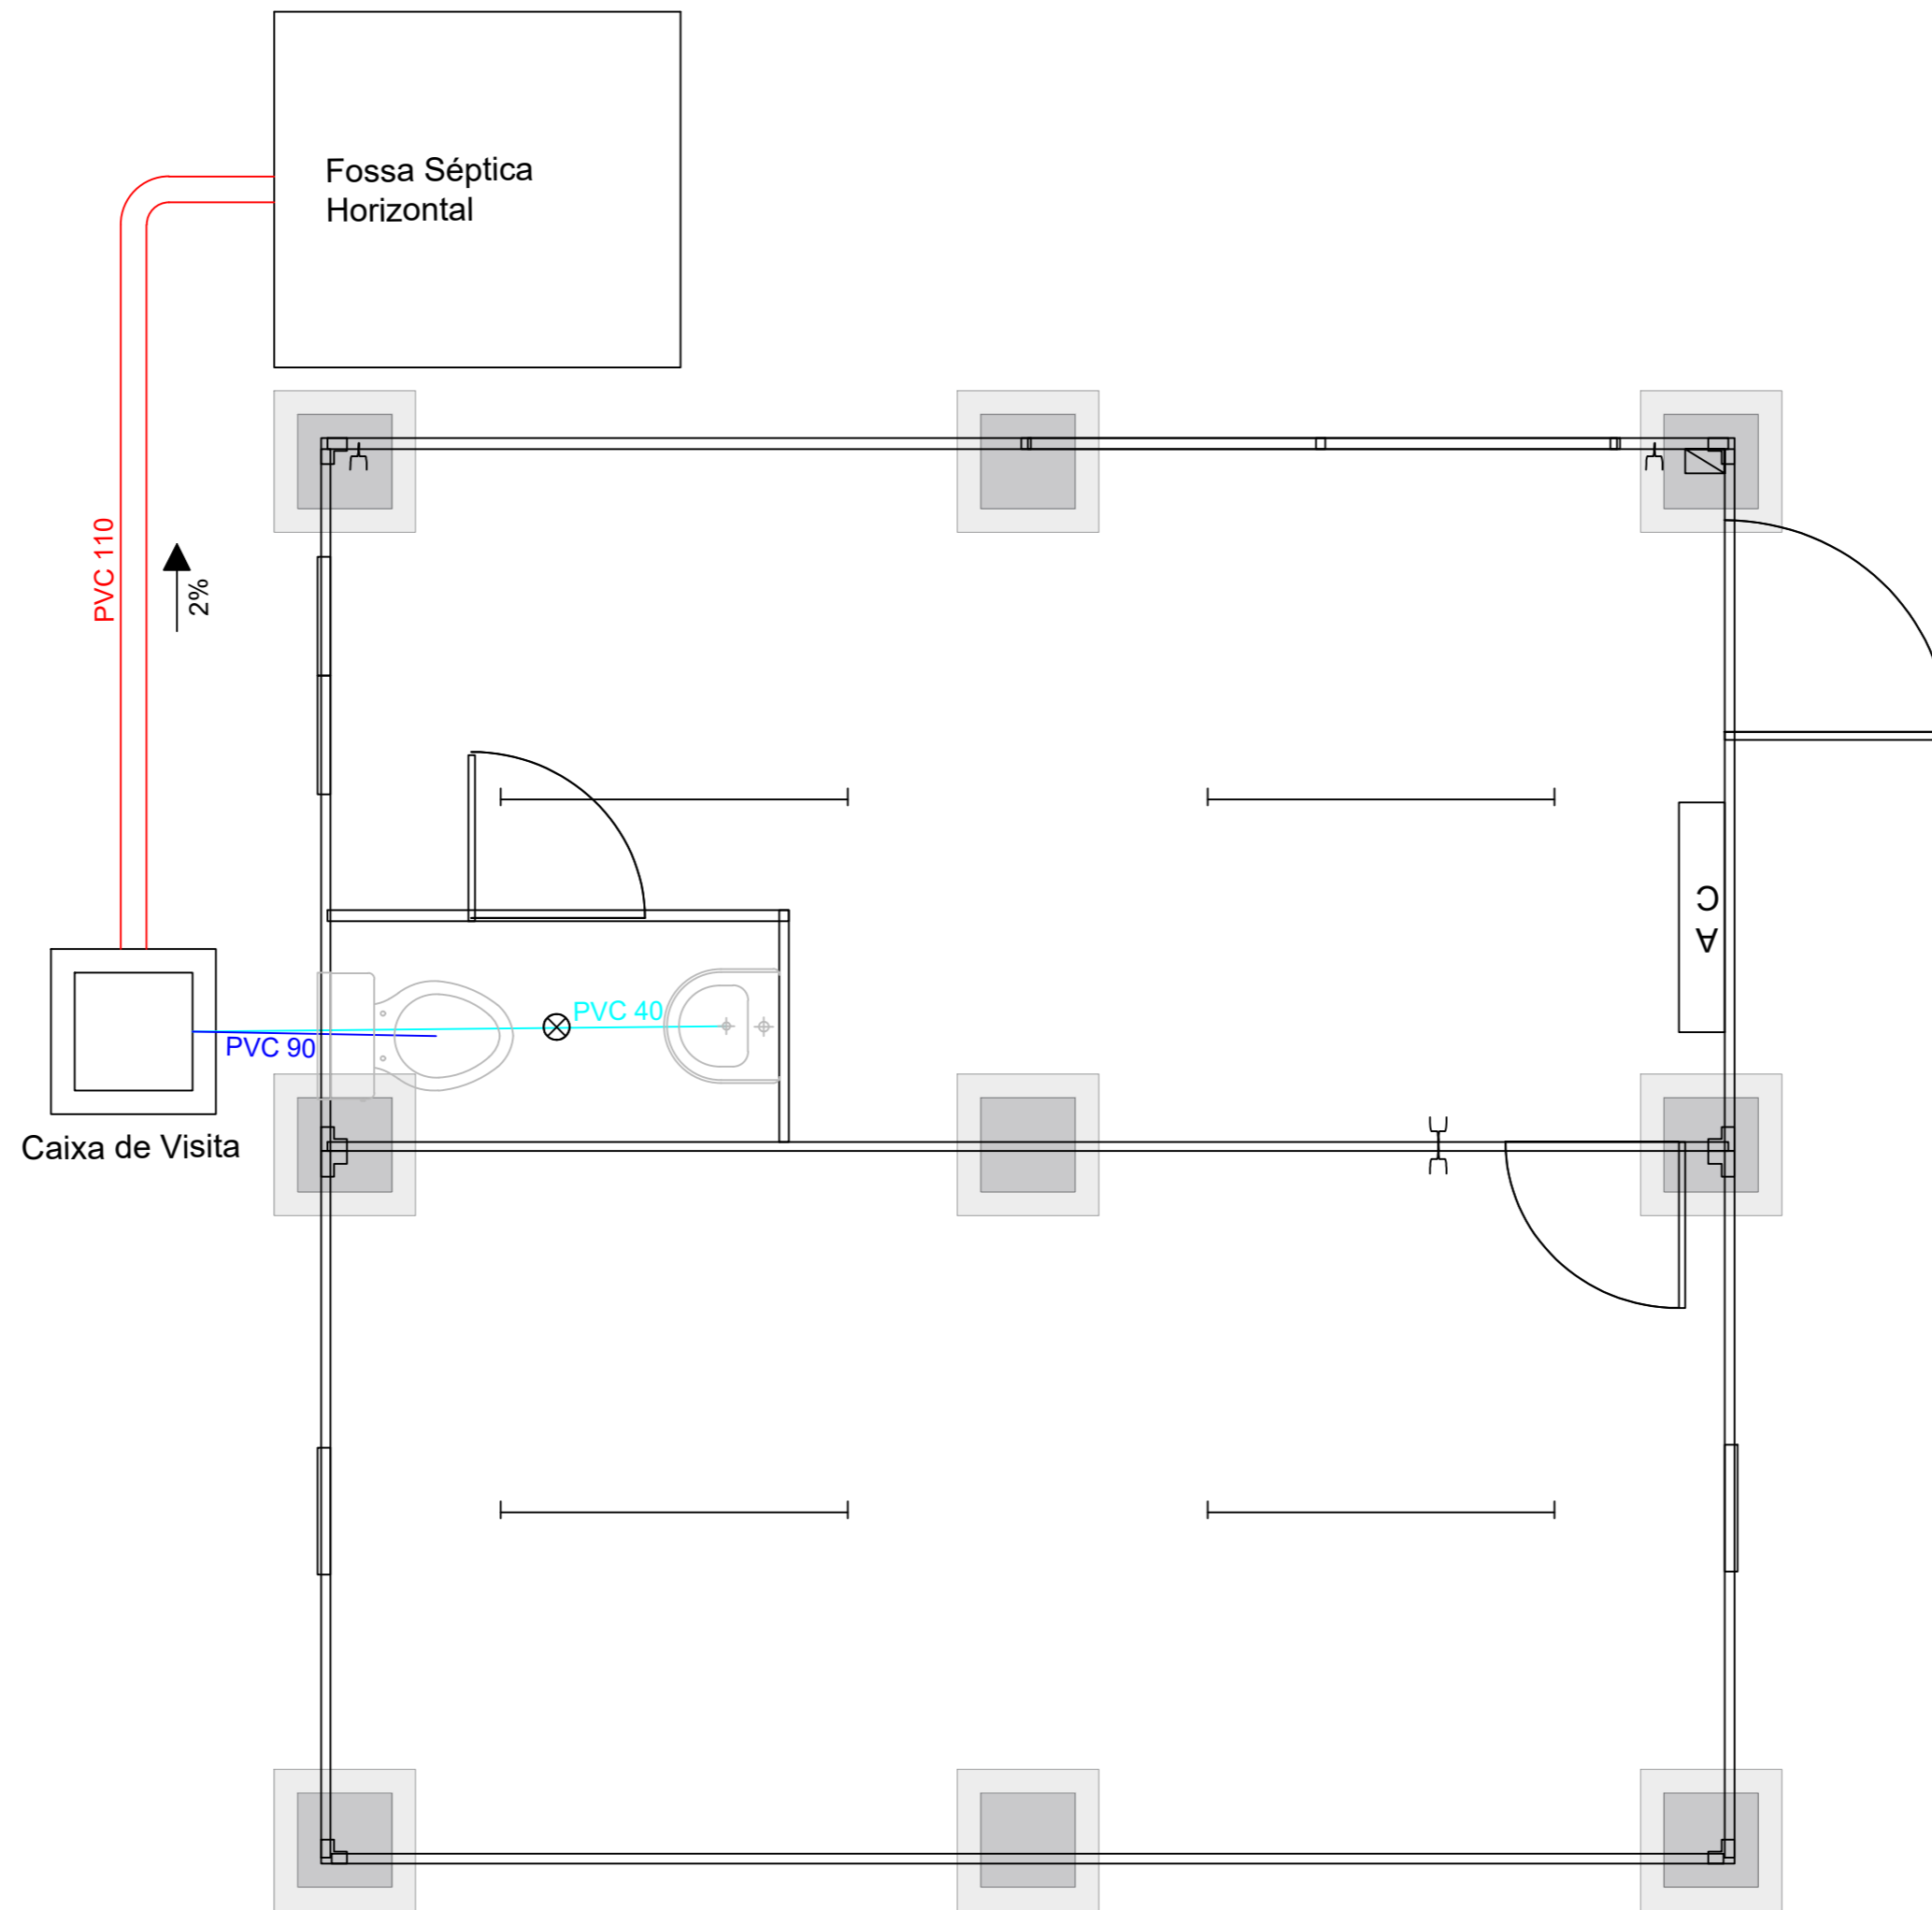 Fossa Séptica
Horizontal
PVC 110
2%
A C
PVC 40
PVC 90
Caixa de Visita